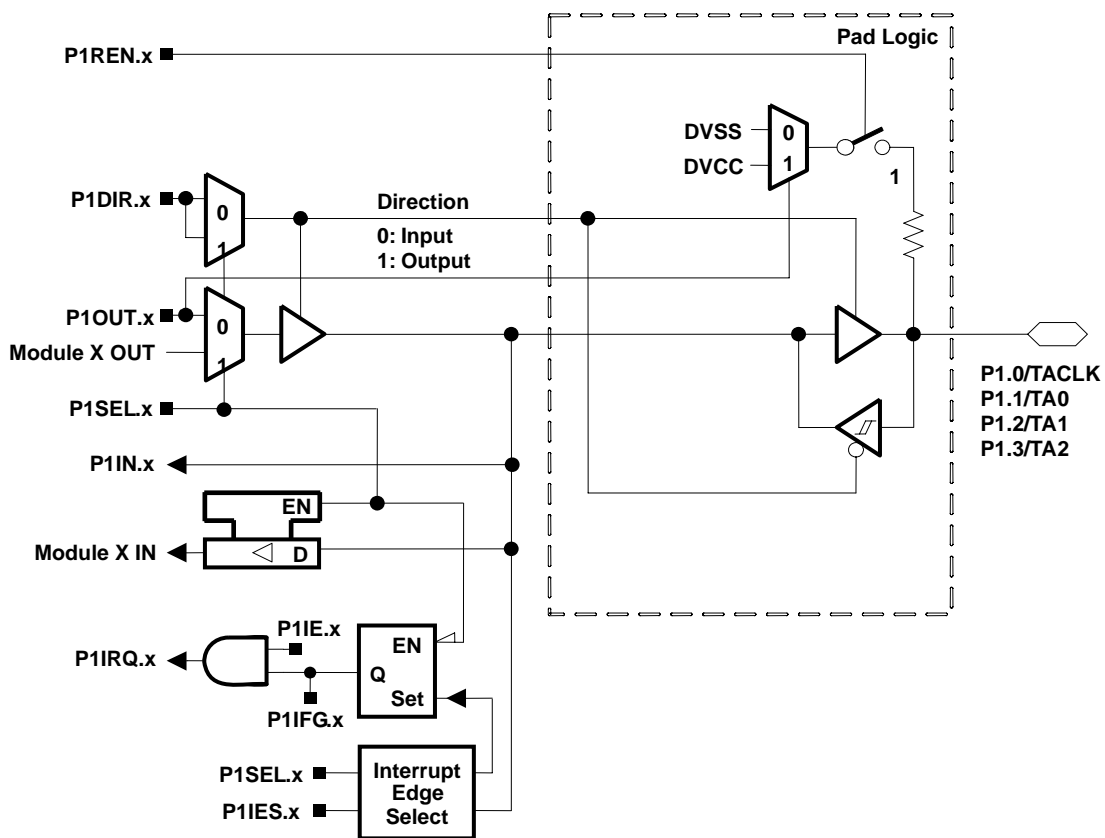 Pad Logic
P1REN.x
DVSS
0
DVCC
1
1
P1DIR.x
0
1
Direction
0: Input
1: Output
P1OUT.x
0
Module X OUT
1
P1SEL.x
P1.0/TACLK
P1.1/TA0
P1.2/TA1
P1.3/TA2
P1IN.x
EN
Module X IN
D
P1IE.x
EN
P1IRQ.x
Q
Set
P1IFG.x
P1SEL.x
Interrupt
Edge
P1IES.x
Select